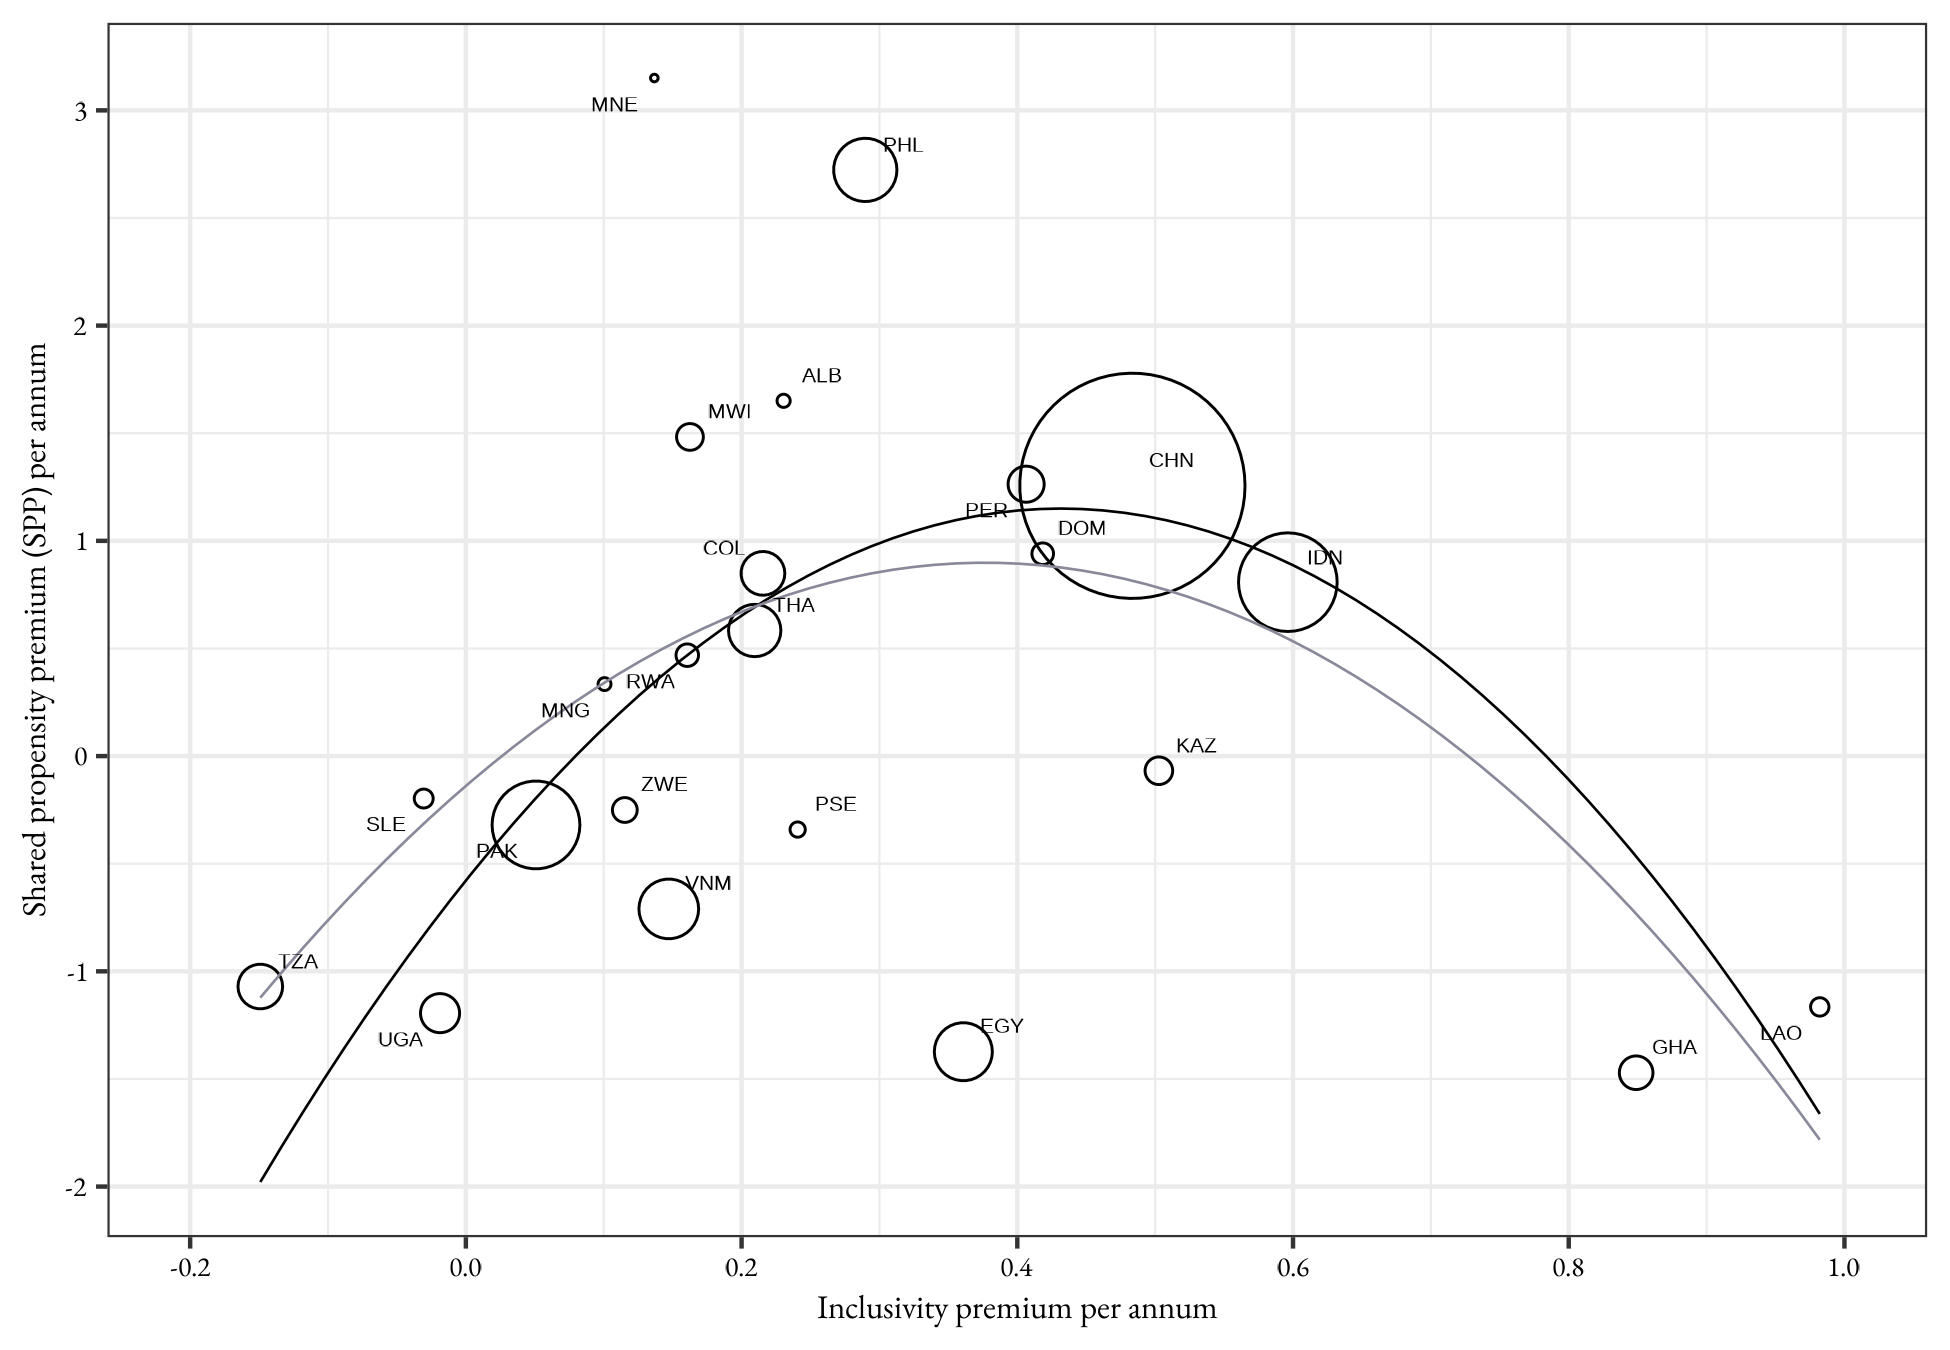 MNE
PHL
ALB
MWI
CHN
PER
DOM
COL
IDN
THA
RWA
MNG
KAZ
ZWE
PSE
SLE
PAK
VNM
TZA
UGA
EGY
LAO
GHA
3
2
1
0
-1
-2
Shared propensity premium (SPP) per annum
-0.2 0.0 0.2 0.4 0.6 0.8 1.0
Inclusivity premium per annum